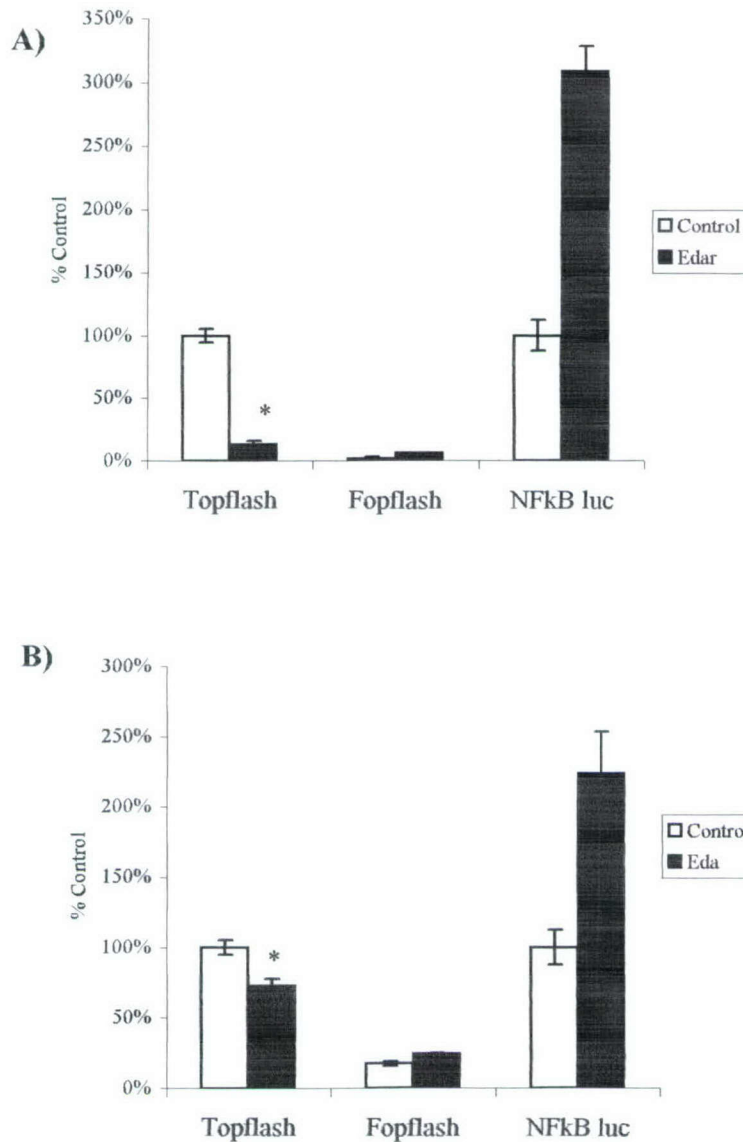 A)
350%
300%
250%
200%
150%
100%
50%
0%
% Control
*
Topflash Fopflash NFkB luc
Control
Edar
B)
300%
250%
200%
150%
100%
50%
0%
% Control
*
Topflash Fopflash NFkB luc
Contro
Eda